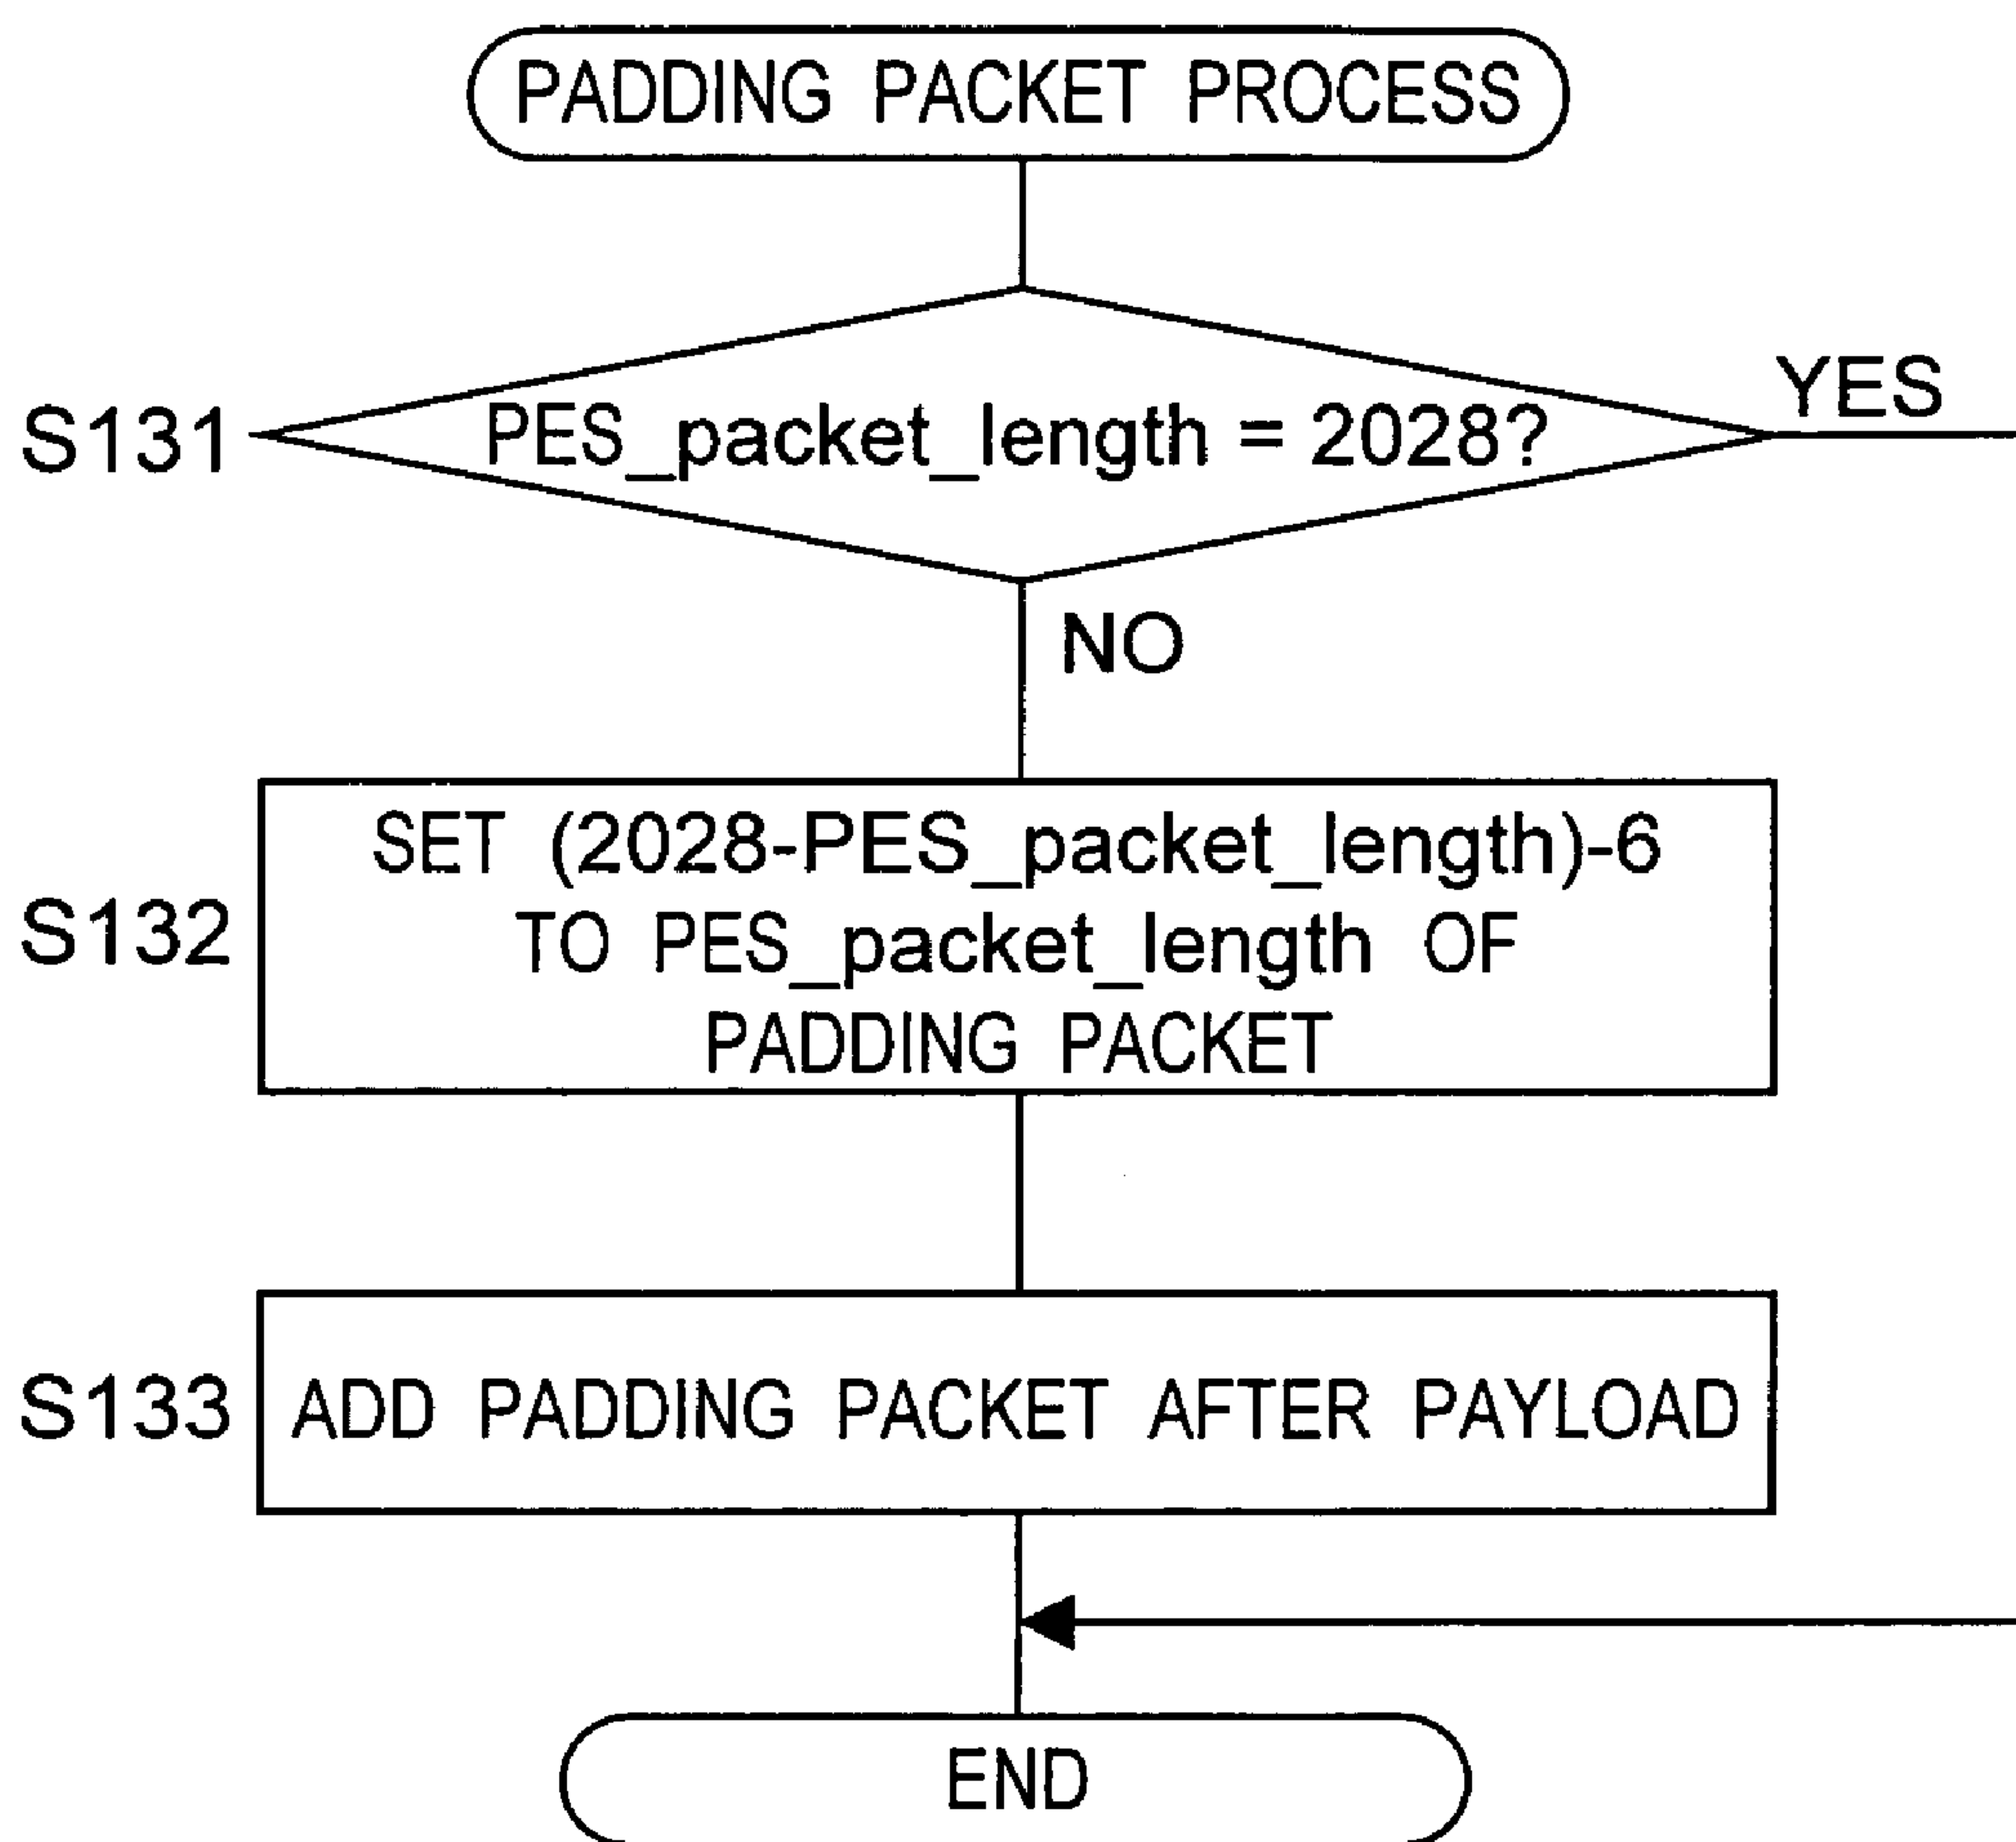 PADDING PACKET PROCESS
YES
S131
PES_packet_length = 2028?
NO
SET (2028-PES_packet_length)-6
S132
TO PES_packet_length OF
PADDING PACKET
S133
ADD PADDING PACKET AFTER PAYLOAD
END